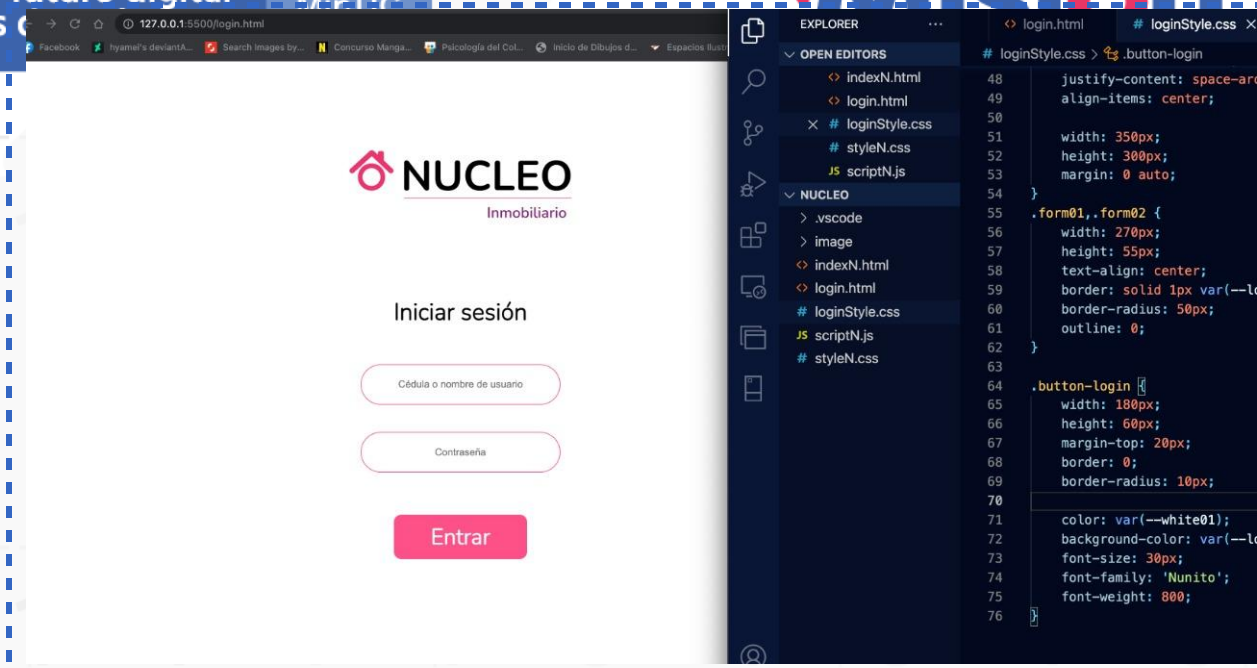 127.0.0.1:5500/login.html
Facebook
hyamei's deviantA...
Search Images by...
Concurso Manga...
Psicología del Col...
Inicio de Dibujos d...
NUCLEO
Inmobiliario
Iniciar sesión
Cédula o nombre de usuario
Contraseña
Entrar
EXPLORER ...
OPEN EDITORS
indexN.html
login.html
# loginStyle.css
# styleN.css
JS scriptN.js
NUCLEO
> .vscode
> image
indexN.html
login.html
# loginStyle.css
JS scriptN.js
# styleN.css
login.html # loginStyle.css
# loginStyle.css > .button-login
48 justify-content:
49 align-items: center;
50
51 width: 350px;
52 height: 300px;
53 margin: 0 auto;
54 }
55 .form01,.form02 {
56 width: 270px;
57 height: 55px;
58 text-align: center;
59 border: solid 1px
60 border-radius: 50px;
61 outline: 0;
62 }
63
64 .button-login {
65 width: 180px;
66 height: 60px;
67 margin-top: 20px;
68 border: 0;
69 border-radius: 10px;
70
71 color: var(--white01);
72 background-color:
73 font-size: 30px;
74 font-family: 'Nunito';
75 font-weight: 800;
76 }